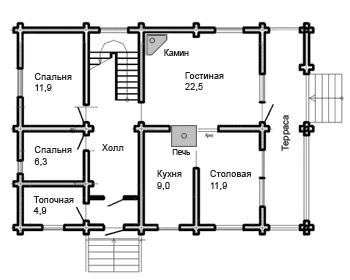 Камин
Спальня
11,9
Гостиная
22,5
Терраса
Спальня
6,3
Холл
Печь
Кухня
9,0
Столовая
11,9
Топочная
4,9